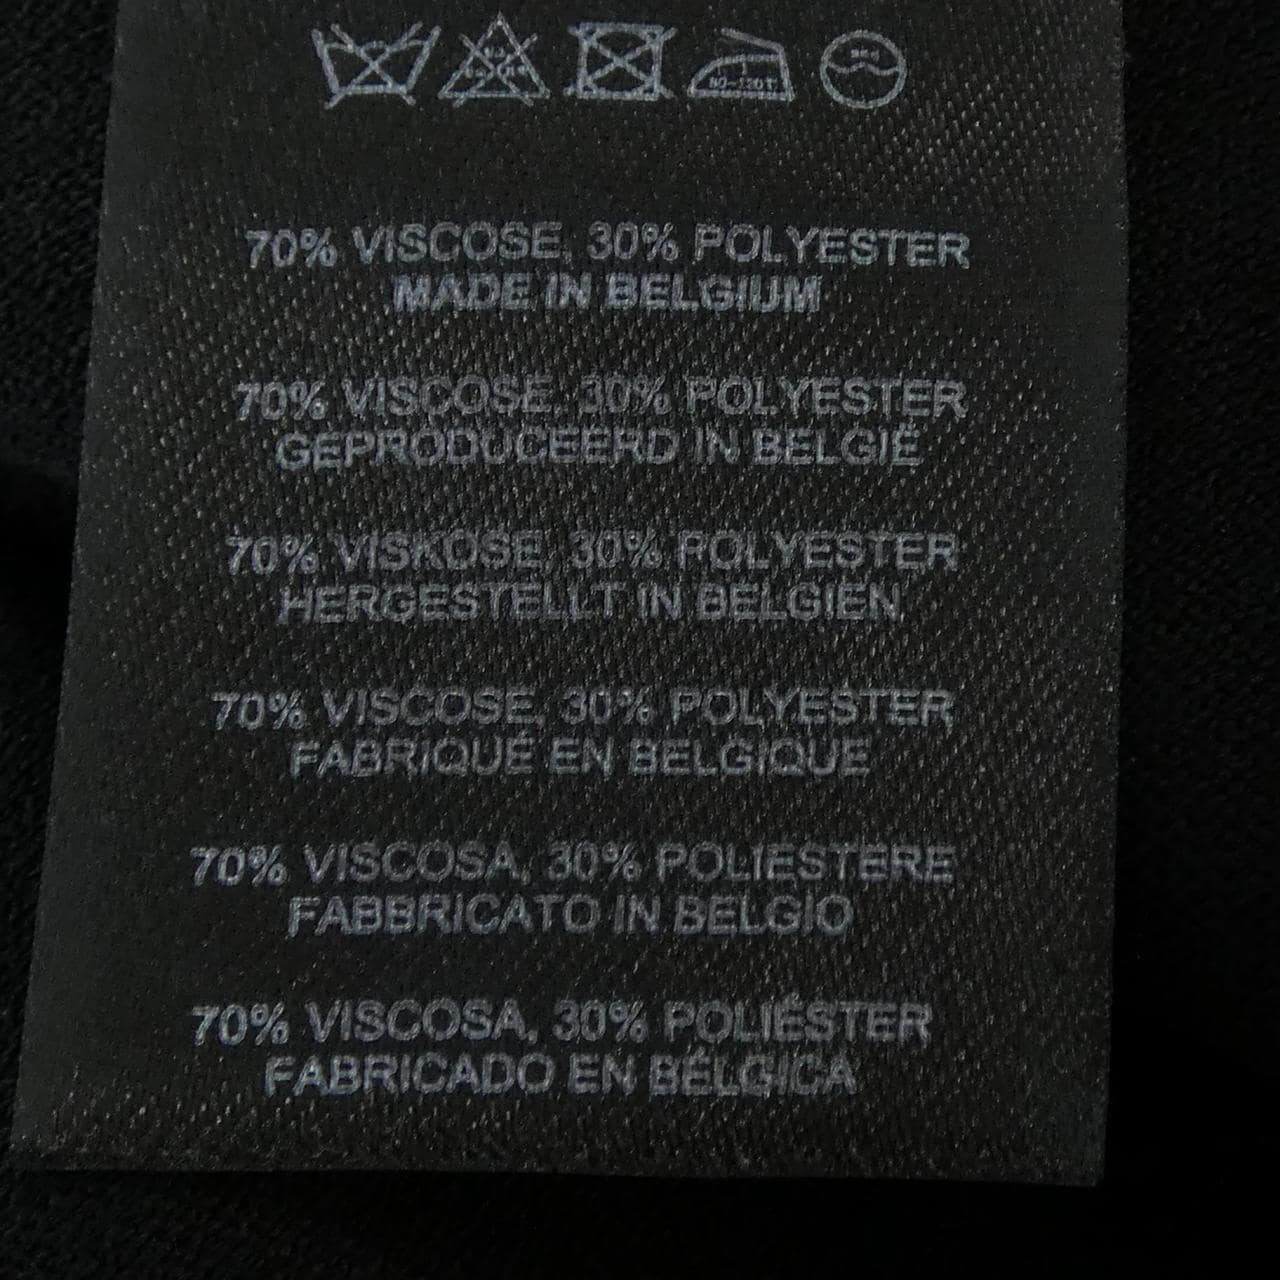 70% VISCOSE, 30% POLYESTER
MADE IN BELGIUM
70% VISCOSE, 30% POLYESTER
GEPRODUCEERD IN BELGIË
70% VISKOSE, 30% POLYESTER
HERGESTELLT IN BELGIEN
70% VISCOSE, 30% POLYESTER
FABRIQUÉ EN BELGIQUE
70% VISCOSA, 30% POLIESTERE
FABBRICATO IN BELGIO
70% VISCOSA, 30% POLIÉSTER
FABRICADO EN BÉLGICA